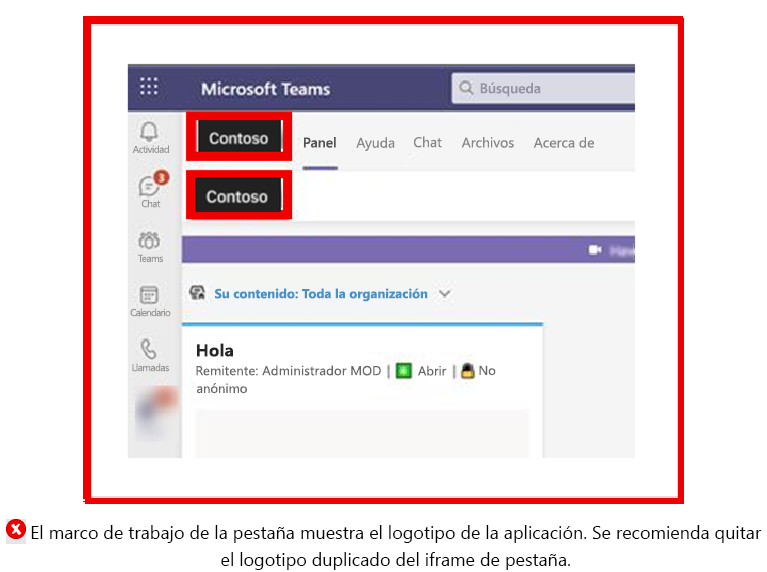 Microsoft Teams
Búsqueda
Actividad
Contoso
Panel Ayuda Chat Archivos Acerca de
3
Chat
Contoso
Teams
Su contenido: Toda la organización
Calendario
Hola
Remitente: Administrador MOD | Abrir | No
anónimo
Llamadas
El marco de trabajo de la pestaña muestra el logotipo de la aplicación. Se recomienda quitar
el logotipo duplicado del iframe de pestaña.